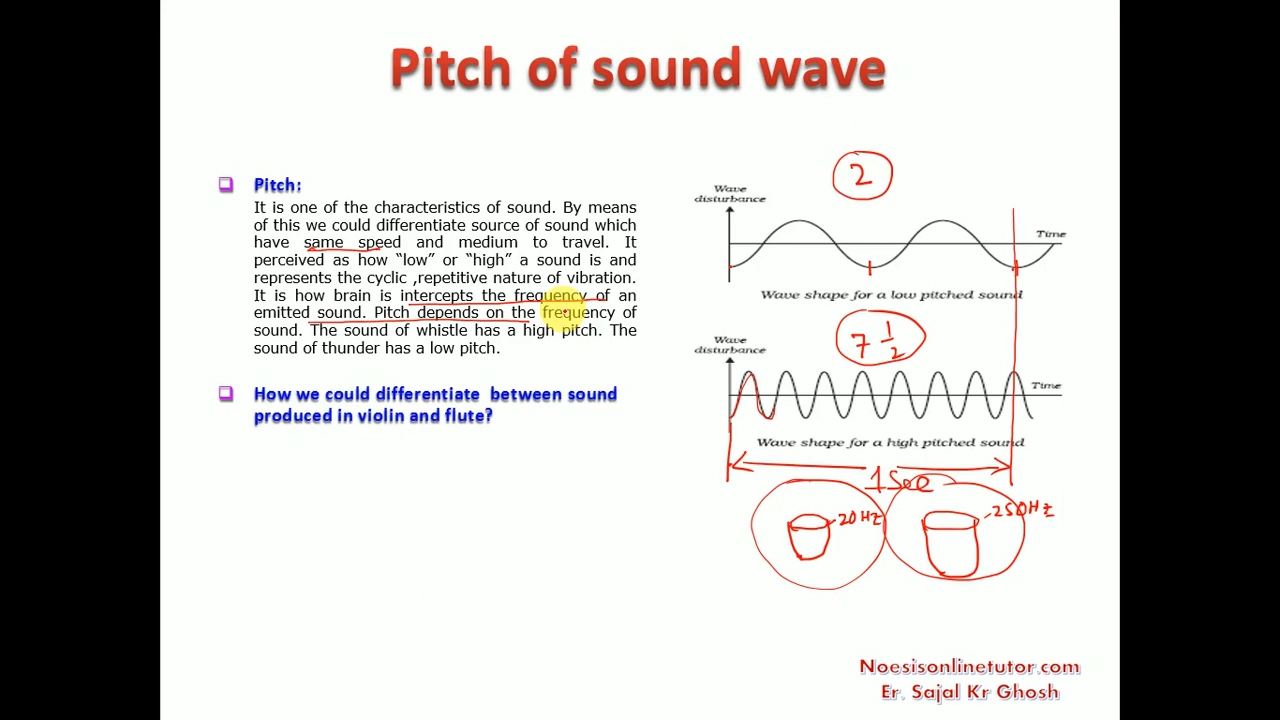 Pitch of sound wave
Pitch:
It is one of the characteristics of sound. By means
of this we could differentiate source of sound which
have same speed and medium to travel. It
perceived as how “low” or “high” a sound is and
represents the cyclic ,repetitive nature of vibration.
It is how brain is intercepts the frequency of an
emitted sound. Pitch depends on the frequency of
sound. The sound of whistle has a high pitch. The
sound of thunder has a low pitch.
How we could differentiate between sound
produced in violin and flute?
2
Wave
disturbance
Time
Wave shape for a low pitched sound
7 1/2
Wave
disturbance
Time
Wave shape for a high pitched sound
1 Sec
20 Hz
250 Hz
Noesisonlinetutor.com
Er. Sajal Kr Ghosh